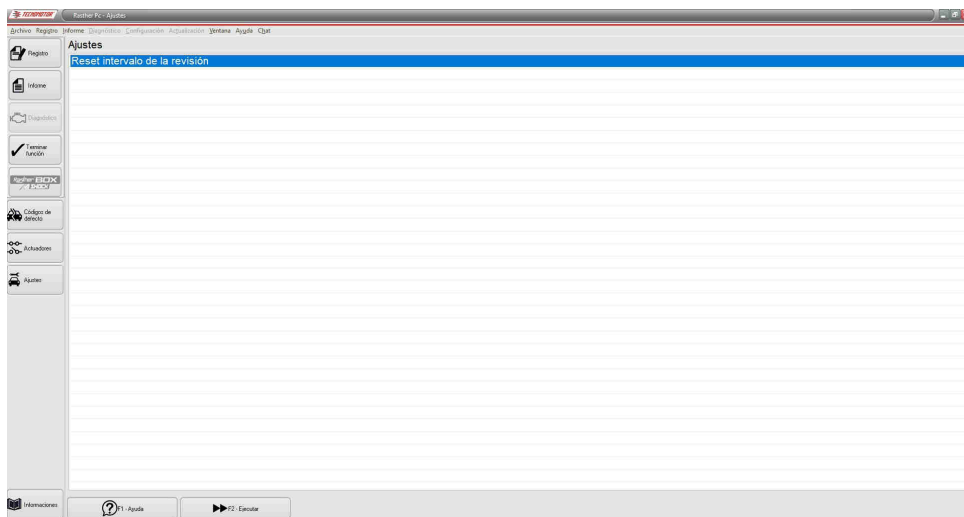 TECNOMOTOR
Rasther Pc - Ajustes
Archivo Registro Informe Diagnóstico Configuración Actualización Ventana Ayuda Chat
Ajustes
Reset intervalo de la revisión
Registro
Informe
Diagnóstico
Terminar
función
Rasther BOX
Códigos de
defecto
Actuadores
Ajustes
Informaciones
F1 - Ayuda
F2 - Ejecutar